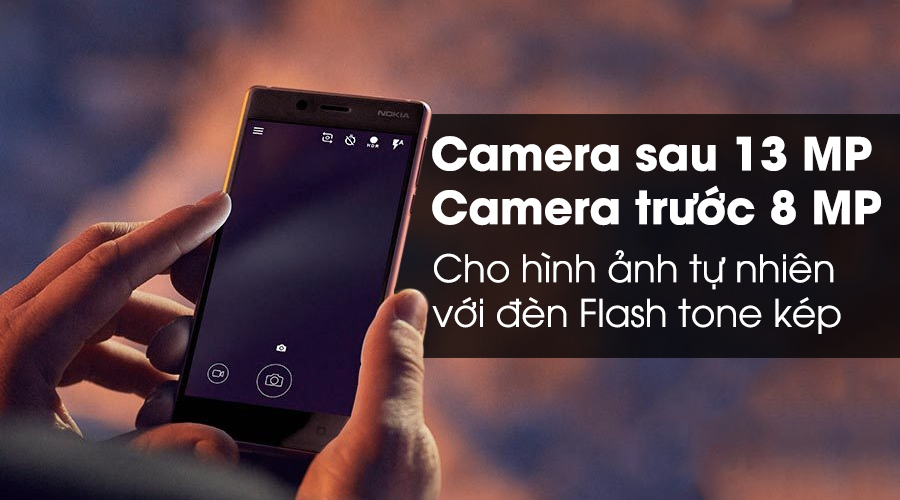 NOKIA
HDR
A
Camera sau 13 MP
Camera trước 8 MP
Cho hình ảnh tự nhiên
với đèn Flash tone kép